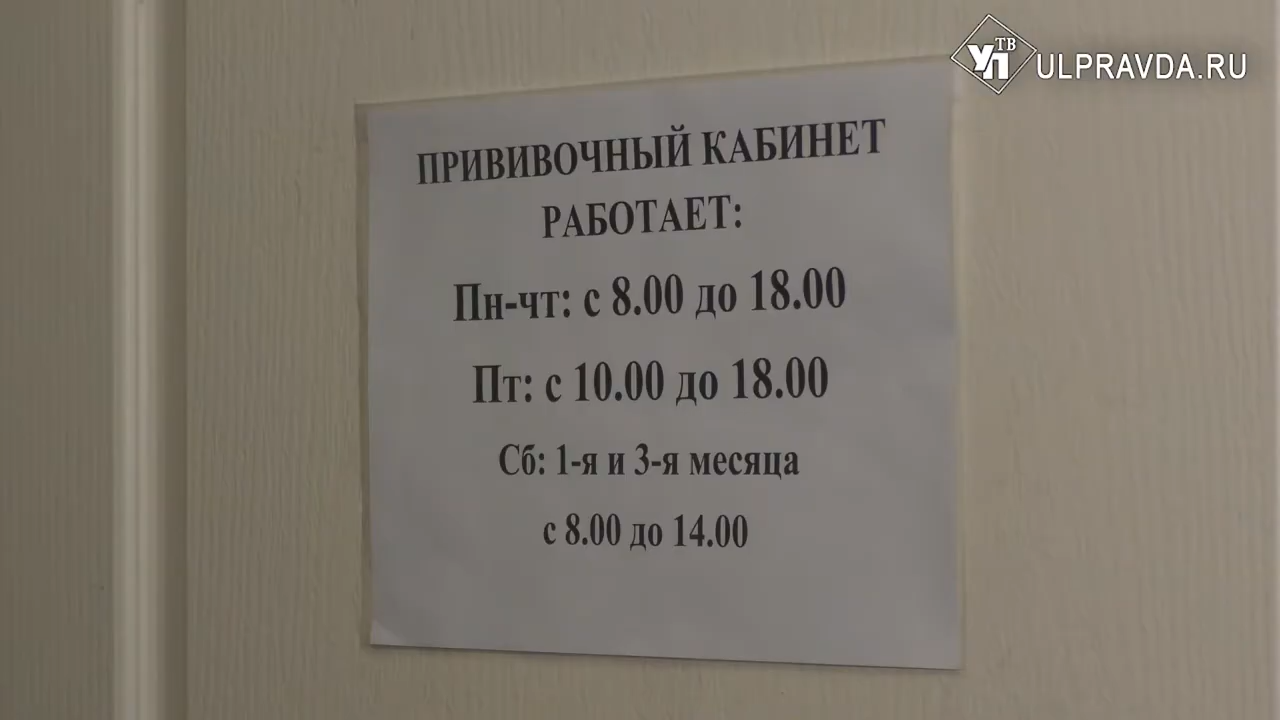 УП ТВ ULPRAVDA.RU
ПРИВИВОЧНЫЙ КАБИНЕТ
РАБОТАЕТ:
Пн-чт: с 8.00 до 18.00
Пт: с 10.00 до 18.00
Сб: 1-я и 3-я месяца
с 8.00 до 14.00